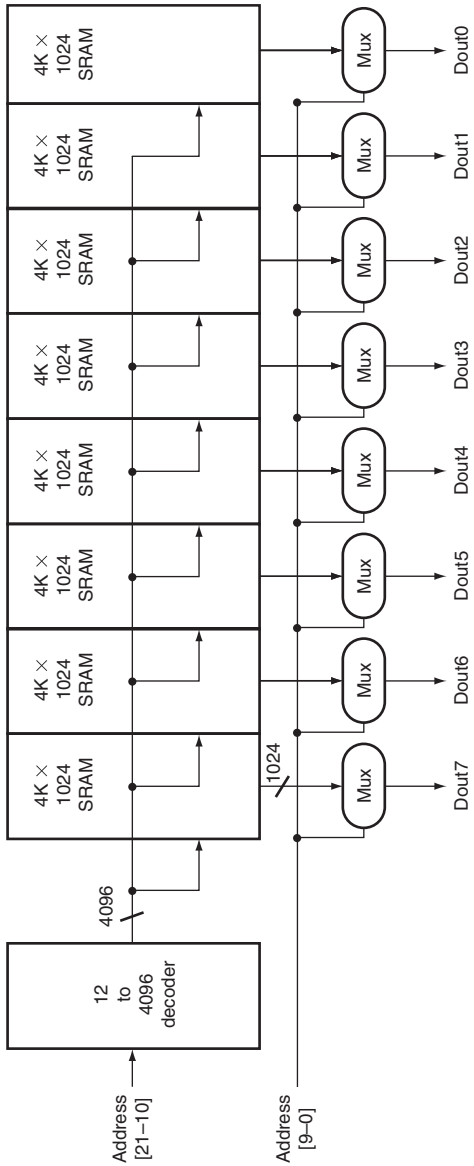 Address
[21–10]
12
to
4096
decoder
4096
4K ×
1024
SRAM
4K ×
1024
SRAM
4K ×
1024
SRAM
4K ×
1024
SRAM
4K ×
1024
SRAM
4K ×
1024
SRAM
4K ×
1024
SRAM
4K ×
1024
SRAM
Address
[9–0]
1024
Mux
Mux
Mux
Mux
Mux
Mux
Mux
Mux
Dout7
Dout6
Dout5
Dout4
Dout3
Dout2
Dout1
Dout0